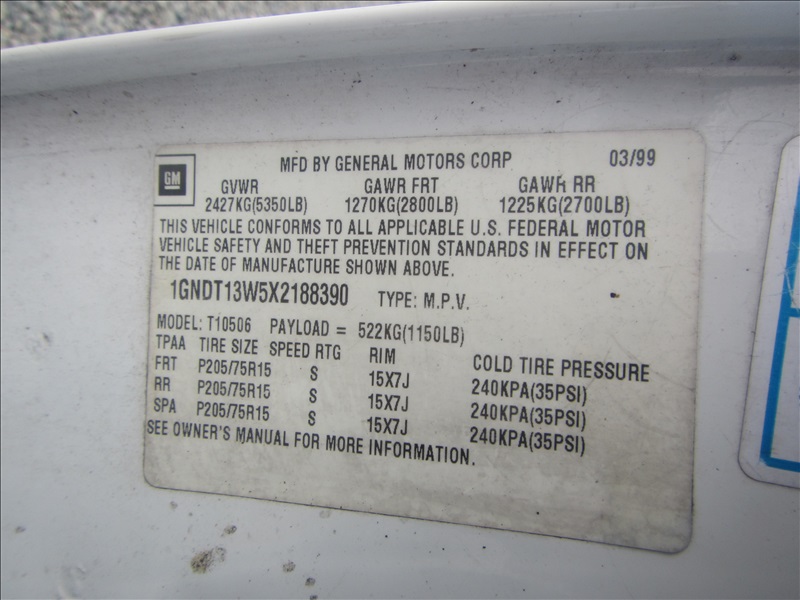 GM
MFD BY GENERAL MOTORS CORP 03/99
GVWR GAWR FRT GAWR RR
2427KG(5350LB) 1270KG(2800LB) 1225KG(2700LB)
THIS VEHICLE CONFORMS TO ALL APPLICABLE U.S. FEDERAL MOTOR
VEHICLE SAFETY AND THEFT PREVENTION STANDARDS IN EFFECT ON
THE DATE OF MANUFACTURE SHOWN ABOVE.
1GNDT13W5X2188390 TYPE: M.P.V.
MODEL: T10506 PAYLOAD = 522KG(1150LB)
TPAA TIRE SIZE SPEED RTG RIM COLD TIRE PRESSURE
FRT P205/75R15 S 15X7J 240KPA(35PSI)
RR P205/75R15 S 15X7J 240KPA(35PSI)
SPA P205/75R15 S 15X7J 240KPA(35PSI)
SEE OWNER'S MANUAL FOR MORE INFORMATION.